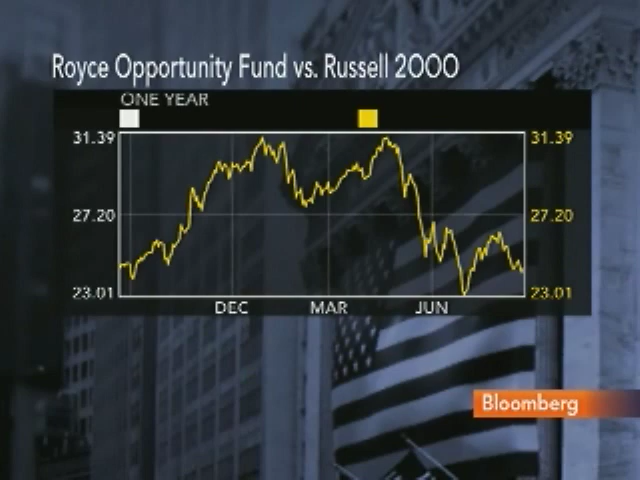 Royce Opportunity Fund vs. Russell 2000
ONE YEAR
31.39 31.39
27.20 27.20
23.01 23.01
DEC MAR JUN
Bloomberg